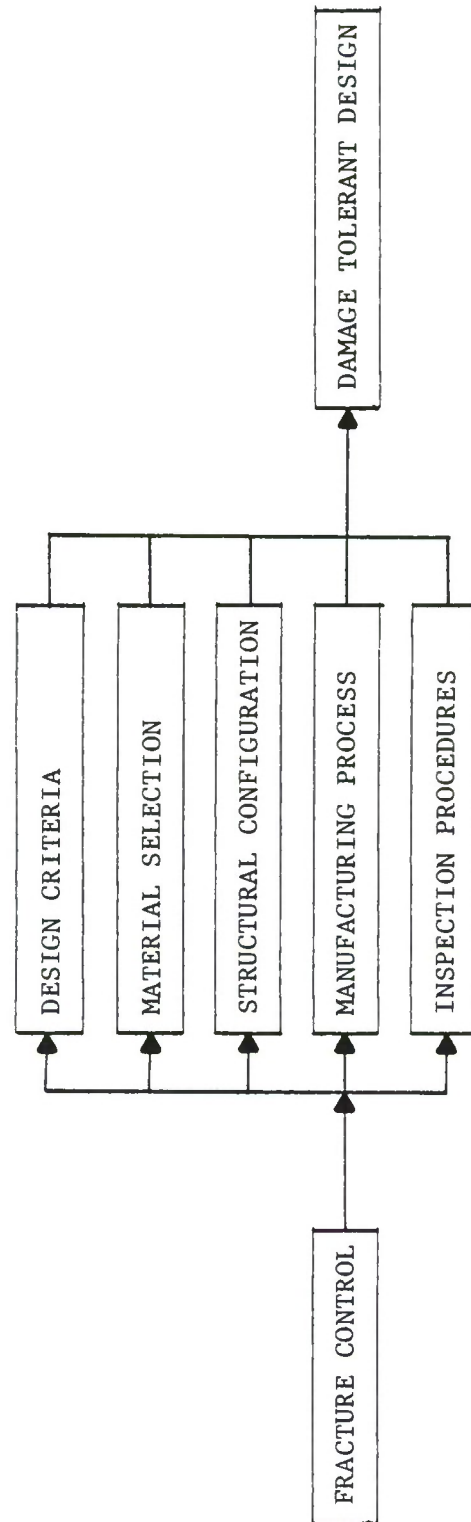 FRACTURE CONTROL
DESIGN CRITERIA
MATERIAL SELECTION
STRUCTURAL CONFIGURATION
MANUFACTURING PROCESS
INSPECTION PROCEDURES
DAMAGE TOLERANT DESIGN